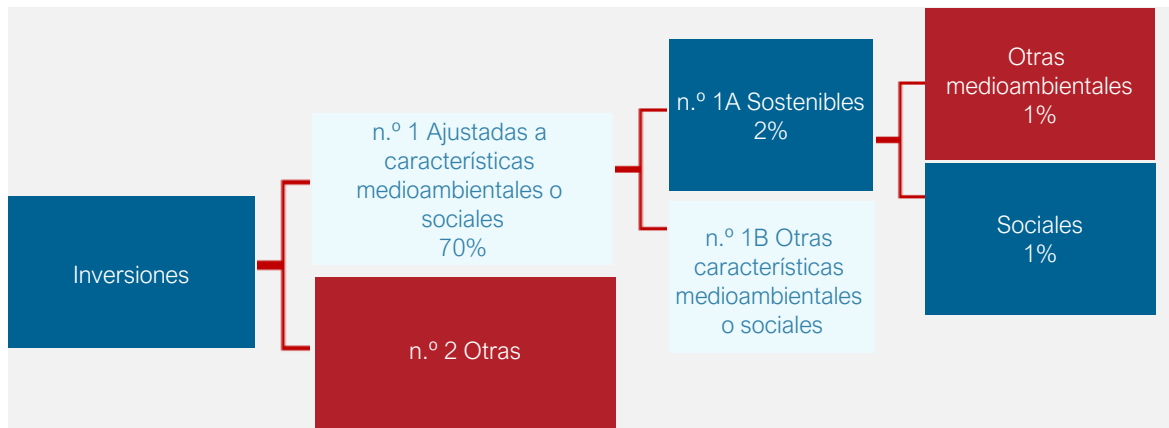 Inversiones
n.º 1 Ajustadas a
características
medioambientales o
sociales
70%
n.º 2 Otras
n.º 1A Sostenibles
2%
n.º 1B Otras
características
medioambientales
o sociales
Otras
medioambientales
1%
Sociales
1%